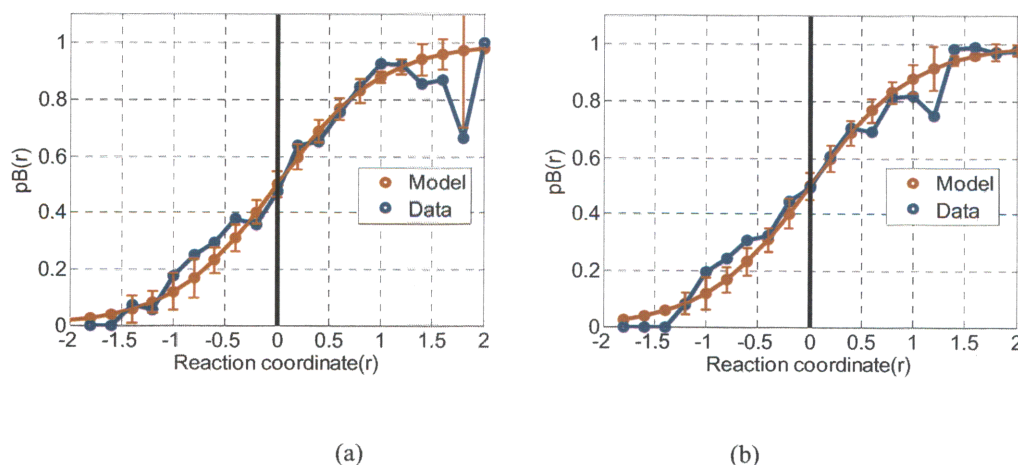 1
0.8
0.6
0.4
0.2
0
pB(r)
-2 -1.5 -1 -0.5 0 0.5 1 1.5 2
Reaction coordinate(r)
Model
Data
(a)
1
0.8
0.6
0.4
0.2
0
pB(r)
-2 -1.5 -1 -0.5 0 0.5 1 1.5 2
Reaction coordinate(r)
Model
Data
(b)